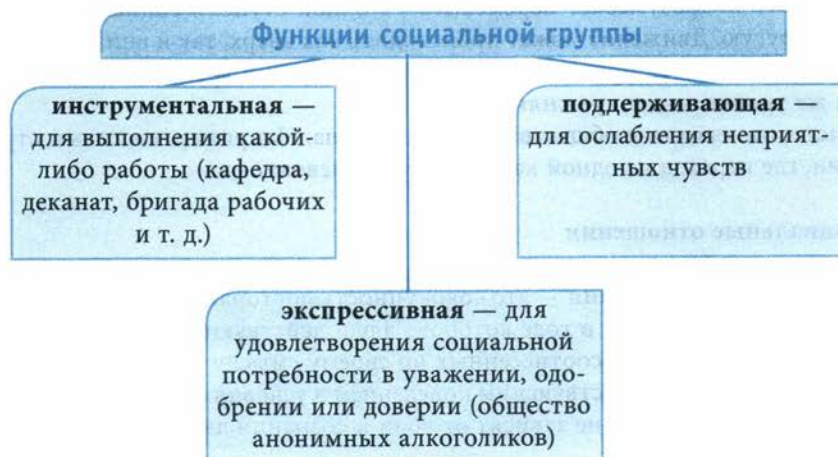 Функции социальной группы
инструментальная —
для выполнения какой-
либо работы (кафедра,
деканат, бригада рабочих
и т. д.)
поддерживающая —
для ослабления неприят-
ных чувств
экспрессивная — для
удовлетворения социальной
потребности в уважении, одо-
брении или доверии (общество
анонимных алкоголиков)